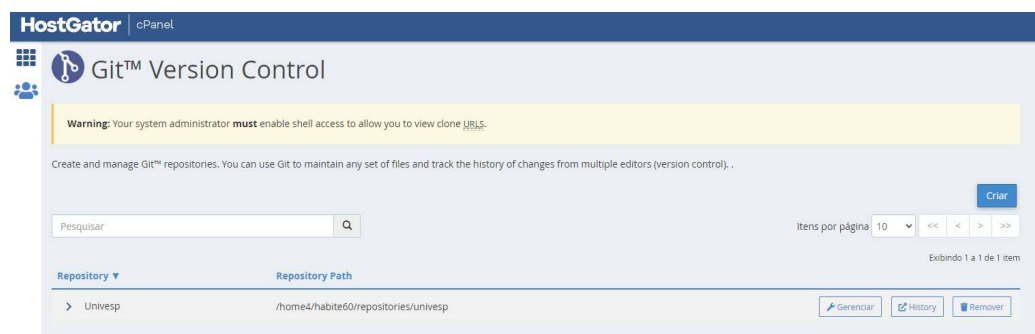 HostGator cPanel
Git™ Version Control
Warning: Your system administrator must enable shell access to allow you to view clone URLS.
Create and manage Git™ repositories. You can use Git to maintain any set of files and track the history of changes from multiple editors (version control). .
Criar
Pesquisar
Itens por página 10 << < > >>
Exibindo 1 a 1 de 1 item
Repository ▼ Repository Path
> Univesp /home4/habite60/repositories/univesp Gerenciar History Remover